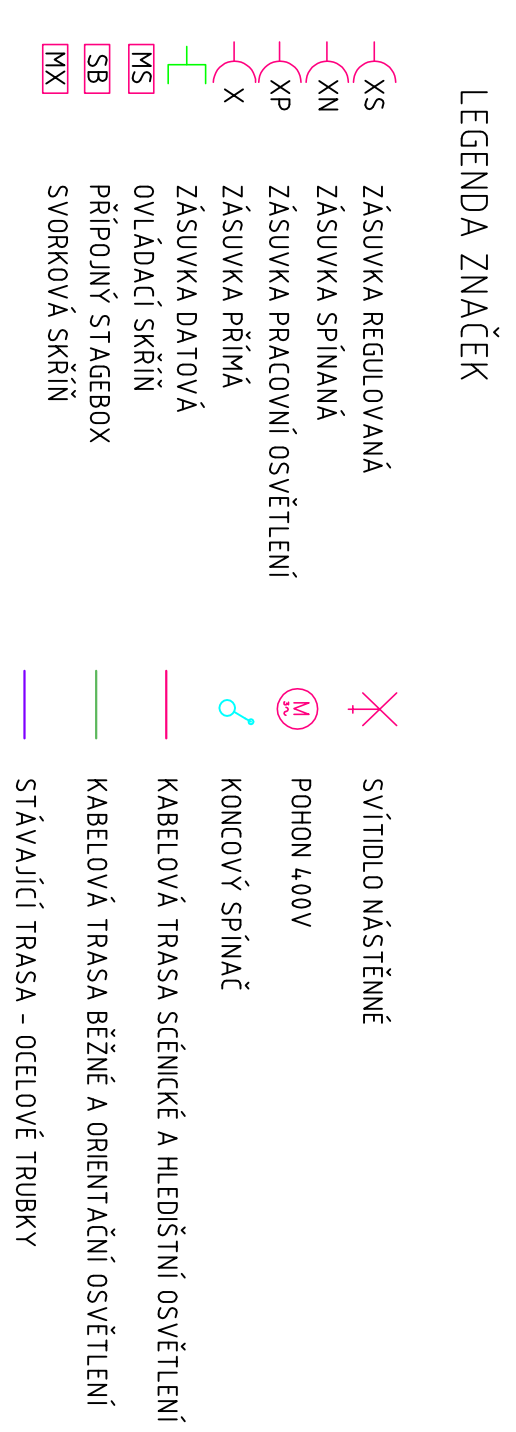 LEGENDA ZNAČEK
XS ZÁSUVKA REGULOVANÁ
XN ZÁSUVKA SPÍNANÁ
XP ZÁSUVKA PRACOVNÍ OSVĚTLENÍ
X ZÁSUVKA PŘÍMÁ
ZÁSUVKA DATOVÁ
MS OVLÁDACÍ SKŘÍŇ
SB PŘÍPOJNÝ STAGEBOX
MX SVORKOVÁ SKŘÍŇ
SVÍTIDLO NÁSTĚNNÉ
M 3~ POHON 400V
KONCOVÝ SPÍNAČ
KABELOVÁ TRASA SCÉNICKÉ A HLEDIŠTNÍ OSVĚTLENÍ
KABELOVÁ TRASA BĚŽNÉ A ORIENTAČNÍ OSVĚTLENÍ
STÁVAJÍCÍ TRASA - OCELOVÉ TRUBKY